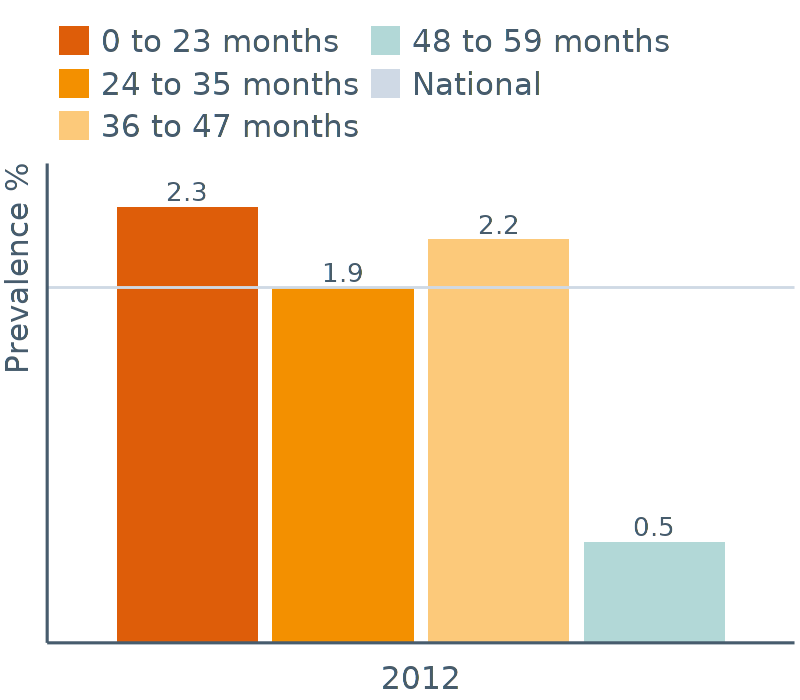 0 to 23 months
24 to 35 months
36 to 47 months
48 to 59 months
National
Prevalence %
2.3
1.9
2.2
0.5
2012